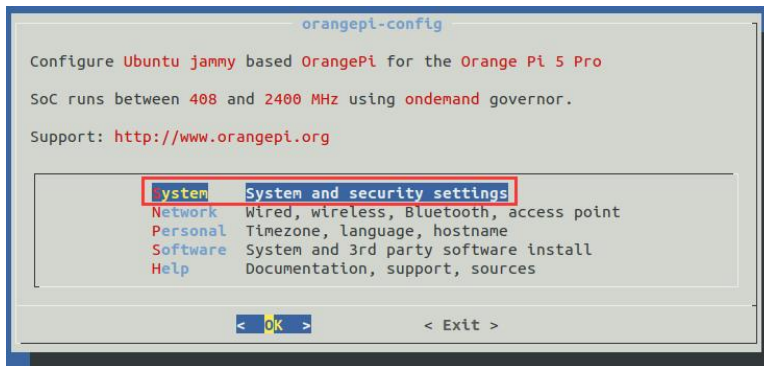 orangepi-config
Configure Ubuntu jammy based OrangePi for the Orange Pi 5 Pro
SoC runs between 408 and 2400 MHz using ondemand governor.
Support: http://www.orangepi.org
System System and security settings
Network Wired, wireless, Bluetooth, access point
Personal Timezone, language, hostname
Software System and 3rd party software install
Help Documentation, support, sources
< OK > < Exit >